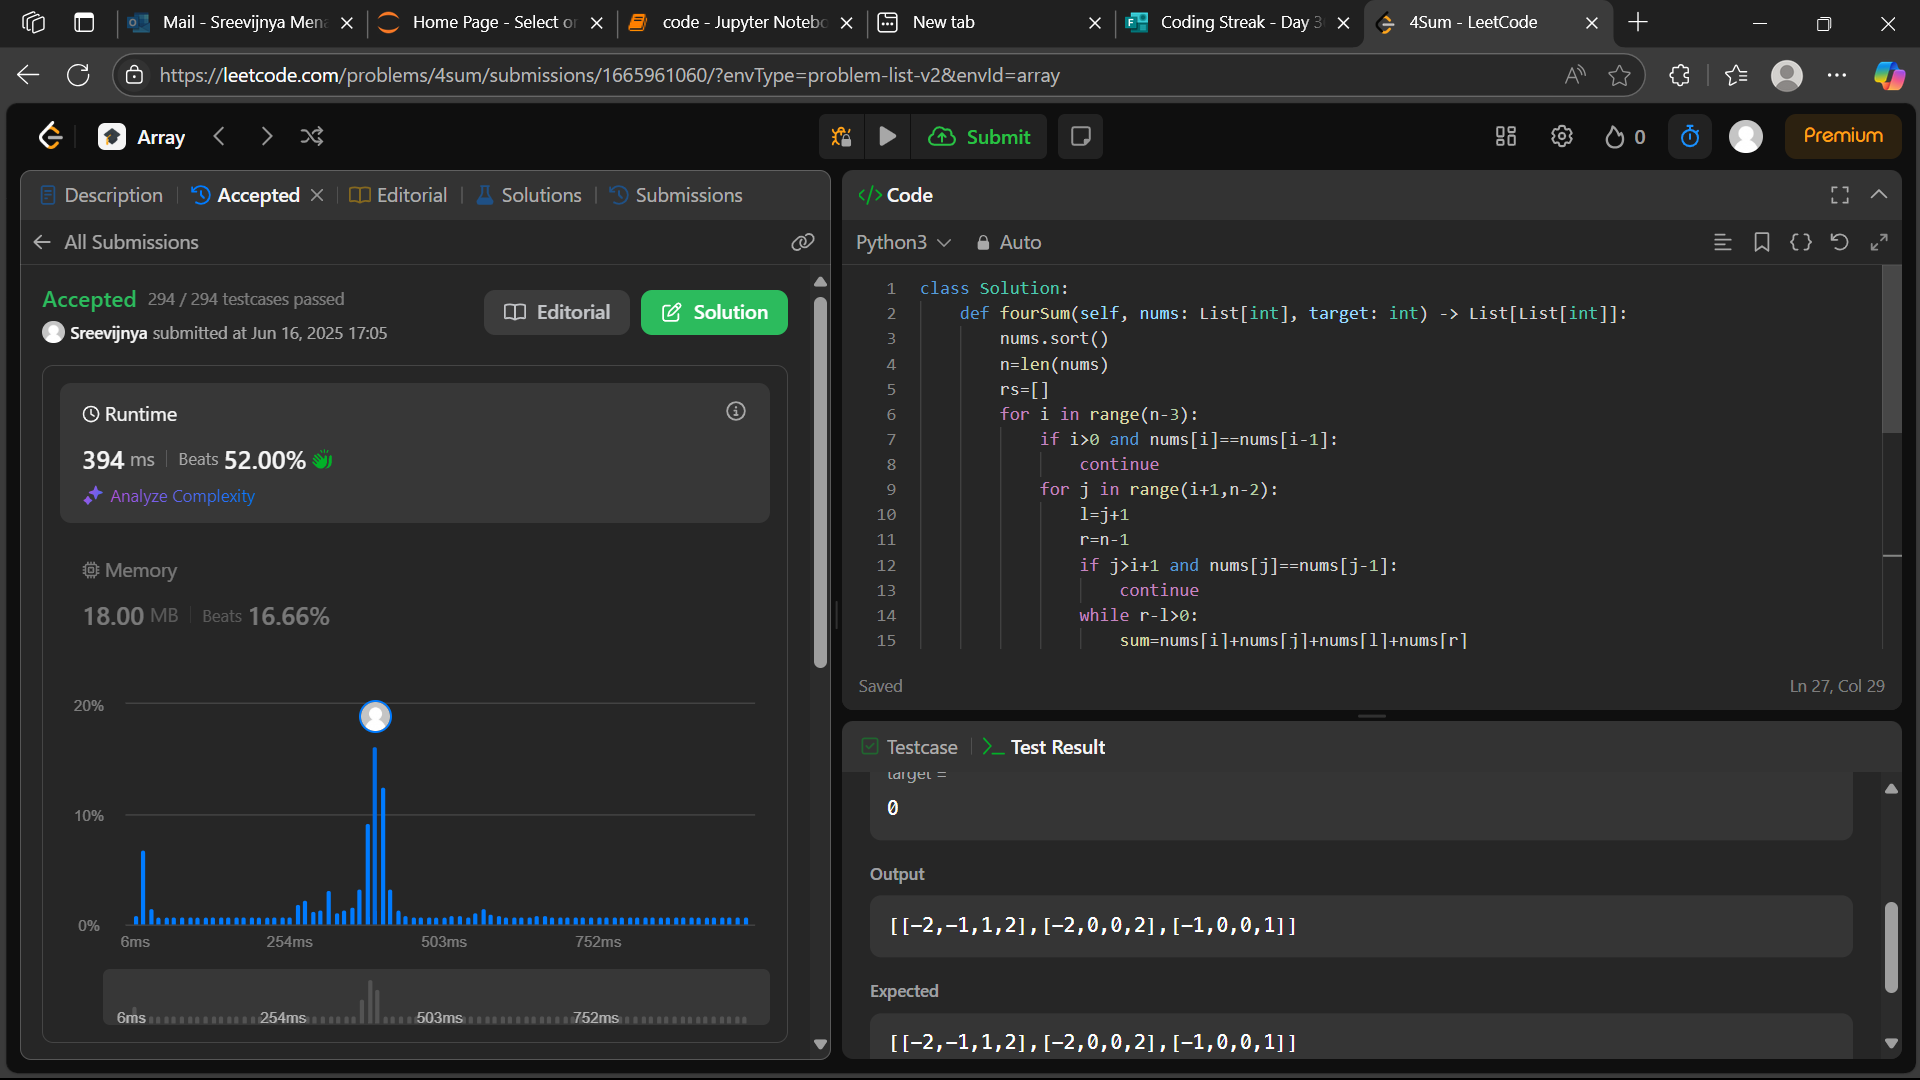 Mail - Sreevijnya Mena
Home Page - Select or
code - Jupyter Notebo
New tab
Coding Streak - Day 3
4Sum - LeetCode
https://leetcode.com/problems/4sum/submissions/1665961060/?envType=problem-list-v2&envId=array
Array
Submit
0
Premium
Description
Accepted
Editorial
Solutions
Submissions
All Submissions
Accepted 294 / 294 testcases passed
Sreevijnya submitted at Jun 16, 2025 17:05
Editorial
Solution
Runtime
394 ms Beats 52.00%
Analyze Complexity
Memory
18.00 MB Beats 16.66%
20%
10%
0%
6ms 254ms 503ms 752ms
6ms 254ms 503ms 752ms
</> Code
Python3 Auto
1 class Solution:
2 def fourSum(self, nums: List[int], target: int) -> List[List[int]]:
3 nums.sort()
4 n=len(nums)
5 rs=[]
6 for i in range(n-3):
7 if i>0 and nums[i]==nums[i-1]:
8 continue
9 for j in range(i+1,n-2):
10 l=j+1
11 r=n-1
12 if j>i+1 and nums[j]==nums[j-1]:
13 continue
14 while r-l>0:
15 sum=nums[i]+nums[j]+nums[l]+nums[r]
Saved
Ln 27, Col 29
Testcase
Test Result
target =
0
Output
[[-2,-1,1,2],[-2,0,0,2],[-1,0,0,1]]
Expected
[[-2,-1,1,2],[-2,0,0,2],[-1,0,0,1]]